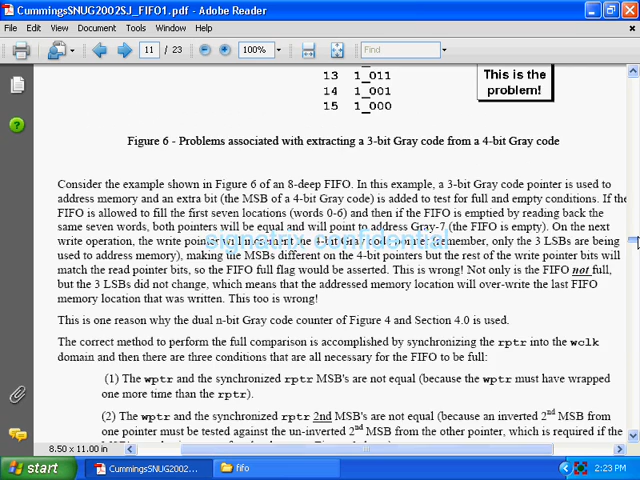 CummingsSNUG2002SJ_FIFO1.pdf - Adobe Reader
File Edit View Document Tools Window Help
11 / 23 100% Find
13 1_011
14 1_001
15 1_000
This is the
problem!
Figure 6 - Problems associated with extracting a 3-bit Gray code from a 4-bit Gray code
Consider the example shown in Figure 6 of an 8-deep FIFO. In this example, a 3-bit Gray code pointer is used to
address memory and an extra bit (the MSB of a 4-bit Gray code) is added to test for full and empty conditions. If the
FIFO is allowed to fill the first seven locations (words 0-6) and then if the FIFO is emptied by reading back the
same seven words, both pointers will be equal and will point to address Gray-7 (the FIFO is empty). On the next
write operation, the write pointer will increment the 4-bit Gray code pointer (remember, only the 3 LSBs are being
used to address memory), making the MSBs different on the 4-bit pointers but the rest of the write pointer bits will
match the read pointer bits, so the FIFO full flag would be asserted. This is wrong! Not only is the FIFO not full,
but the 3 LSBs did not change, which means that the addressed memory location will over-write the last FIFO
memory location that was written. This too is wrong!
This is one reason why the dual n-bit Gray code counter of Figure 4 and Section 4.0 is used.
The correct method to perform the full comparison is accomplished by synchronizing the rptr into the wclk
domain and then there are three conditions that are all necessary for the FIFO to be full:
(1) The wptr and the synchronized rptr MSB's are not equal (because the wptr must have wrapped
one more time than the rptr).
(2) The wptr and the synchronized rptr 2nd MSB's are not equal (because an inverted 2nd MSB from
one pointer must be tested against the un-inverted 2nd MSB from the other pointer, which is required if the
8.50 x 11.00 in
start CummingsSNUG2002... fifo 2:23 PM